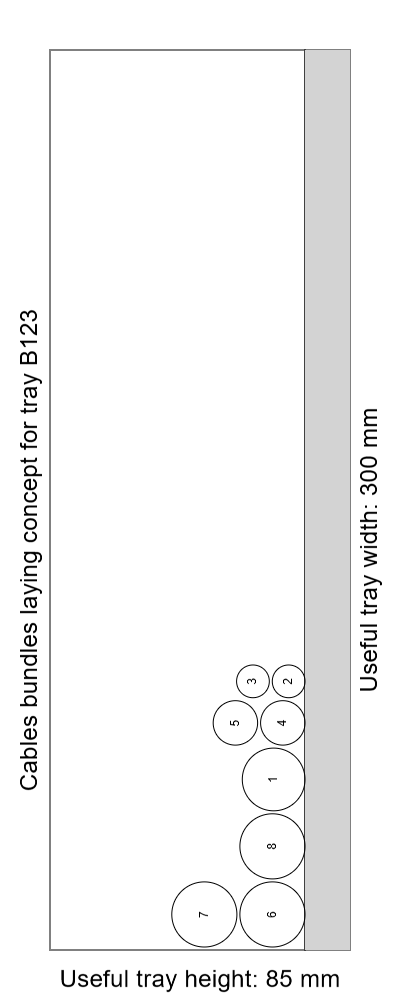 Cables bundles laying concept for tray B123
Useful tray width: 300 mm
3
2
5
4
1
8
7
6
Useful tray height: 85 mm